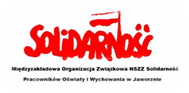 SOLIDARNOŚĆ
Międzyzakładowa Organizacja Związkowa NSZZ Solidarność
Pracowników Oświaty i Wychowania w Jaworznie